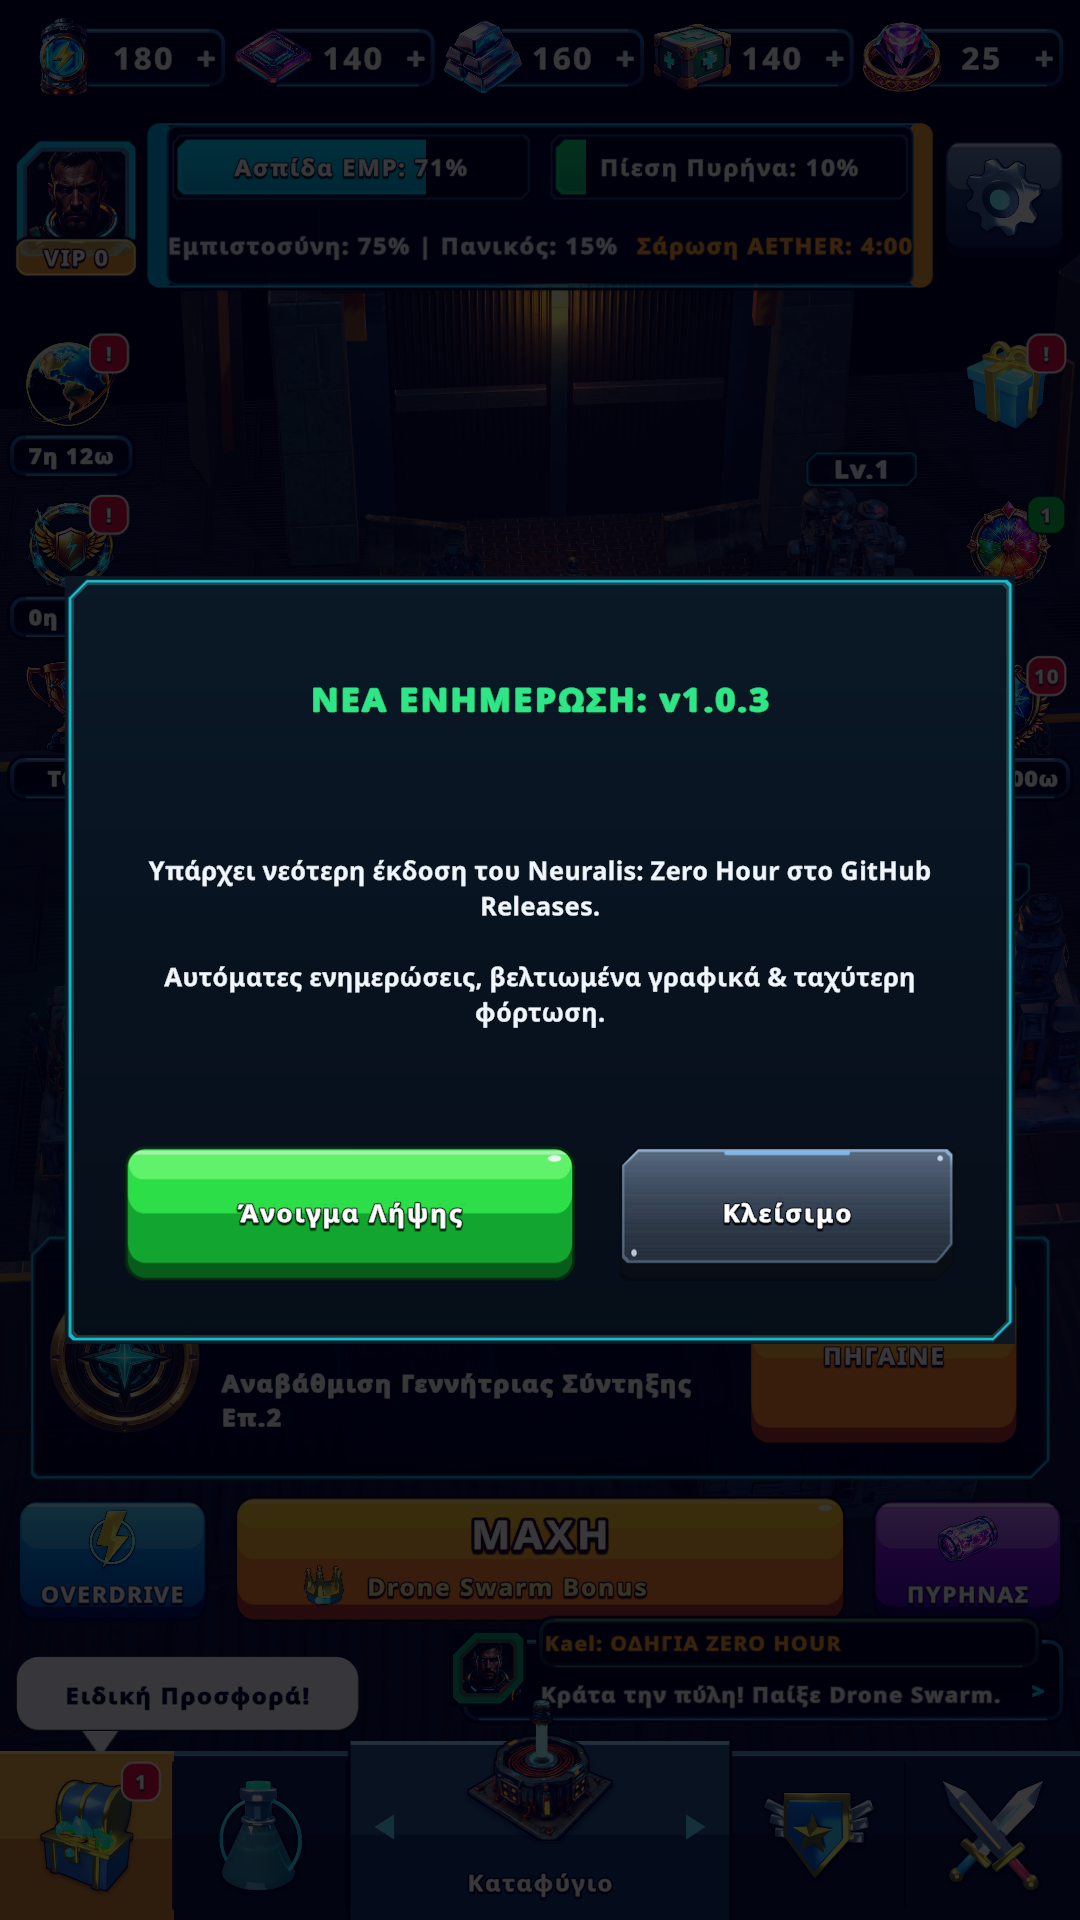 180 + 140 + 160 + 140 + 25 +
Ασπίδα EMP: 71% Πίεση Πυρήνα: 10%
VIP 0
Εμπιστοσύνη: 75% | Πανικός: 15% Σάρωση AETHER: 4:00
! !
7η 12ω
Lv.1
! 1
0η
10
00ω
ΝΕΑ ΕΝΗΜΕΡΩΣΗ: v1.0.3
Υπάρχει νεότερη έκδοση του Neuralis: Zero Hour στο GitHub
Releases.
Αυτόματες ενημερώσεις, βελτιωμένα γραφικά & ταχύτερη
φόρτωση.
Άνοιγμα Λήψης Κλείσιμο
ΠΗΓΑΙΝΕ
Αναβάθμιση Γεννήτριας Σύντηξης
Επ.2
ΜΑΧΗ
OVERDRIVE Drone Swarm Bonus ΠΥΡΗΝΑΣ
Kael: ΟΔΗΓΙΑ ZERO HOUR
Ειδική Προσφορά! Κράτα την πύλη! Παίξε Drone Swarm. >
1
Καταφύγιο